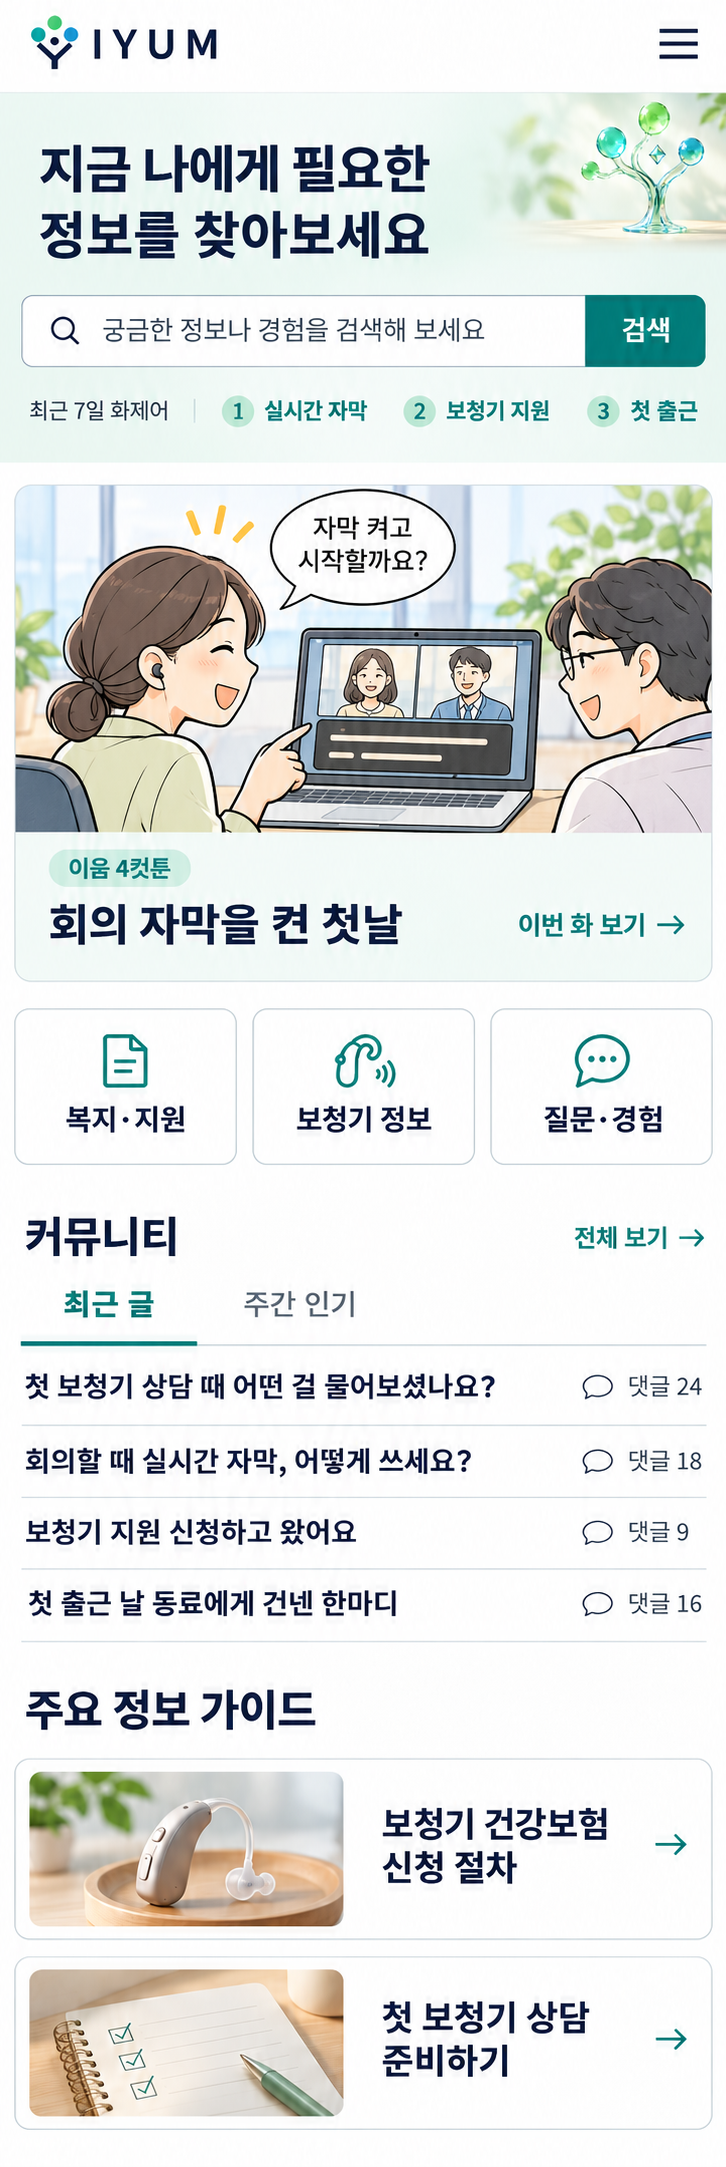 IYUM
지금 나에게 필요한
정보를 찾아보세요
궁금한 정보나 경험을 검색해 보세요
검색
최근 7일 화제어
1 실시간 자막
2 보청기 지원
3 첫 출근
자막 켜고
시작할까요?
이움 4컷툰
회의 자막을 켠 첫날
이번 화 보기 →
복지·지원
보청기 정보
질문·경험
커뮤니티
전체 보기 →
최근 글
주간 인기
첫 보청기 상담 때 어떤 걸 물어보셨나요?
댓글 24
회의할 때 실시간 자막, 어떻게 쓰세요?
댓글 18
보청기 지원 신청하고 왔어요
댓글 9
첫 출근 날 동료에게 건넨 한마디
댓글 16
주요 정보 가이드
보청기 건강보험
신청 절차
→
첫 보청기 상담
준비하기
→